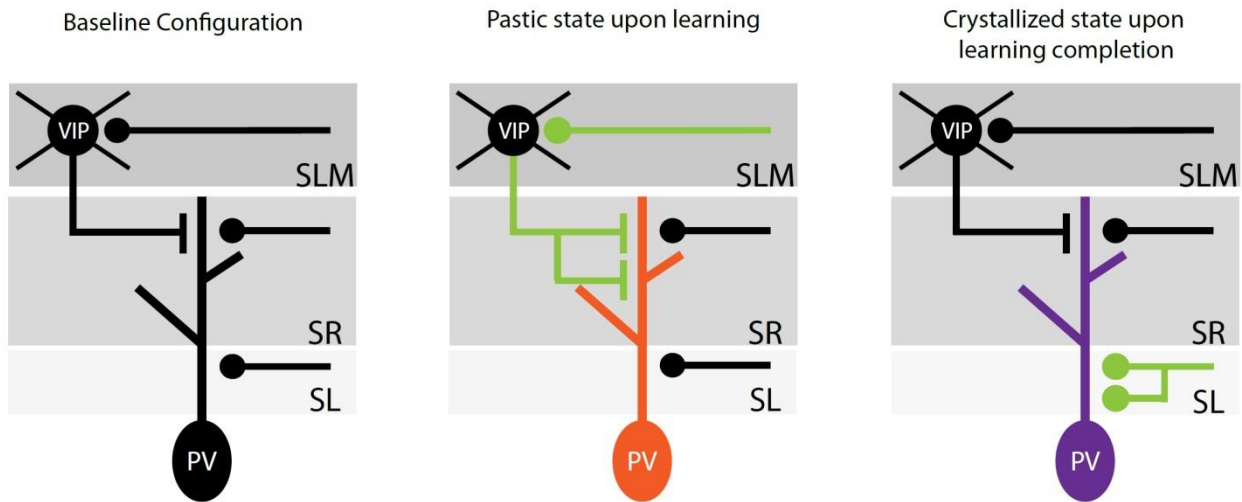 Baseline Configuration
Pastic state upon learning
Crystallized state upon
learning completion
VIP
SLM
SR
SL
PV
VIP
SLM
SR
SL
PV
VIP
SLM
SR
SL
PV